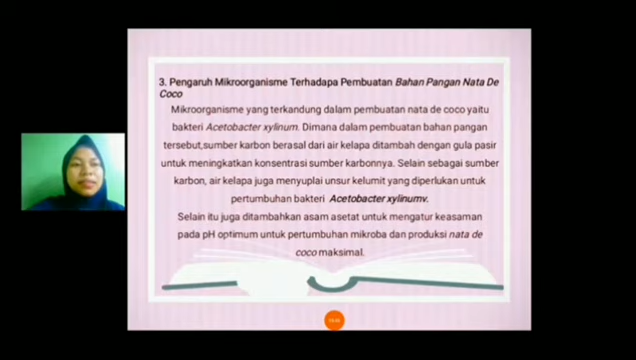 3. Pengaruh Mikroorganisme Terhadapa Pembuatan Bahan Pangan Nata De
Coco
Mikroorganisme yang terkandung dalam pembuatan nata de coco yaitu
bakteri Acetobacter xylinum. Dimana dalam pembuatan bahan pangan
tersebut,sumber karbon berasal dari air kelapa ditambah dengan gula pasir
untuk meningkatkan konsentrasi sumber karbonnya. Selain sebagai sumber
karbon, air kelapa juga menyuplai unsur kelumit yang diperlukan untuk
pertumbuhan bakteri Acetobacter xylinumv.
Selain itu juga ditambahkan asam asetat untuk mengatur keasaman
pada pH optimum untuk pertumbuhan mikroba dan produksi nata de
coco maksimal.